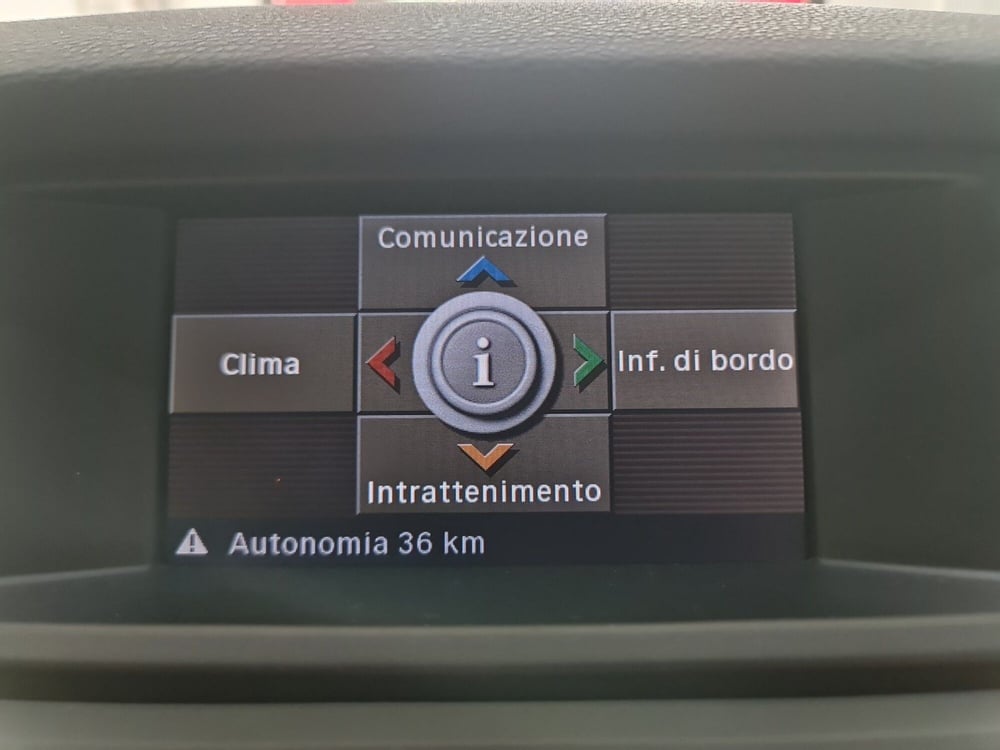 Comunicazione
Clima
i
Inf. di bordo
Intrattenimento
Autonomia 36 km